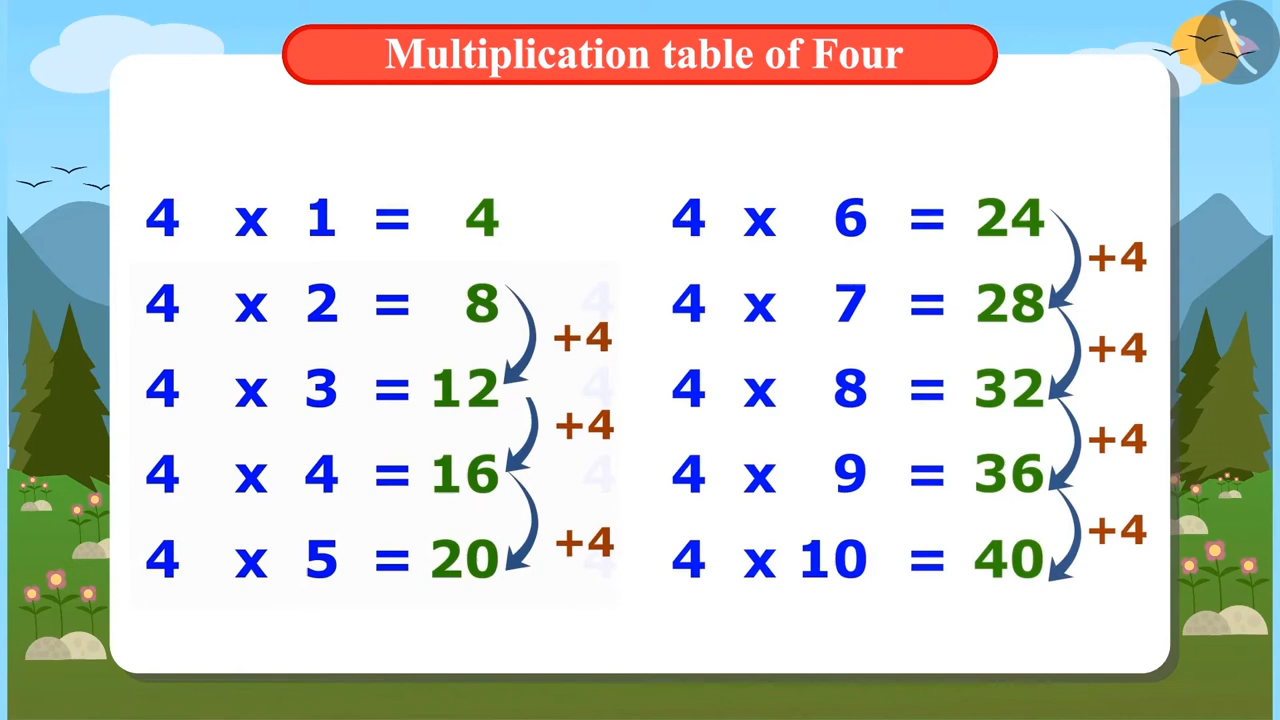 Multiplication table of Four
4 x 1 = 4
4 x 2 = 8
+4
4 x 3 = 12
+4
4 x 4 = 16
+4
4 x 5 = 20
4 x 6 = 24
+4
4 x 7 = 28
+4
4 x 8 = 32
+4
4 x 9 = 36
+4
4 x 10 = 40